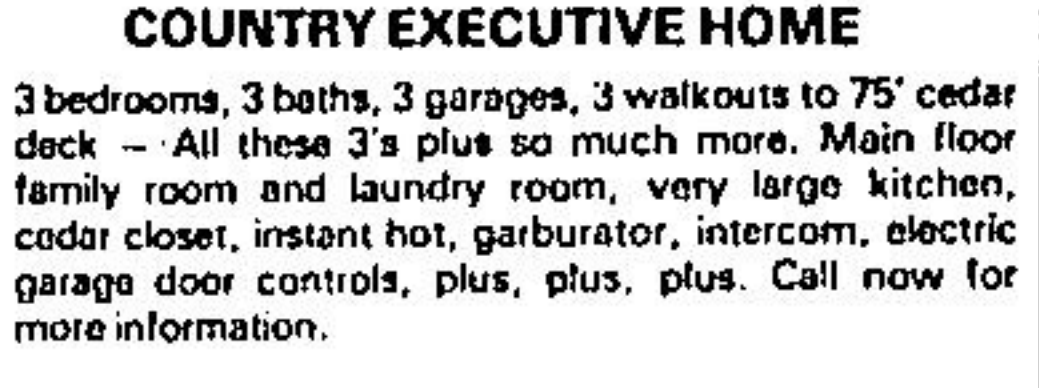 COUNTRY EXECUTIVE HOME
3 bedrooms, 3 baths, 3 garages, 3 walkouts to 75' cedar
deck – All these 3's plus so much more. Main floor
family room and laundry room, very large kitchen,
cedar closet, instant hot, garburator, intercom, electric
garage door controls, plus, plus, plus. Call now for
more information.